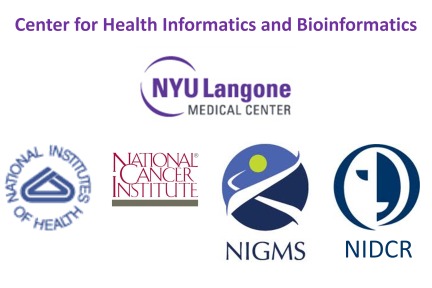 Center for Health Informatics and Bioinformatics
NYU Langone
MEDICAL CENTER
NATIONAL INSTITUTES
OF HEALTH
NATIONAL®
CANCER
INSTITUTE
NIGMS
NIDCR